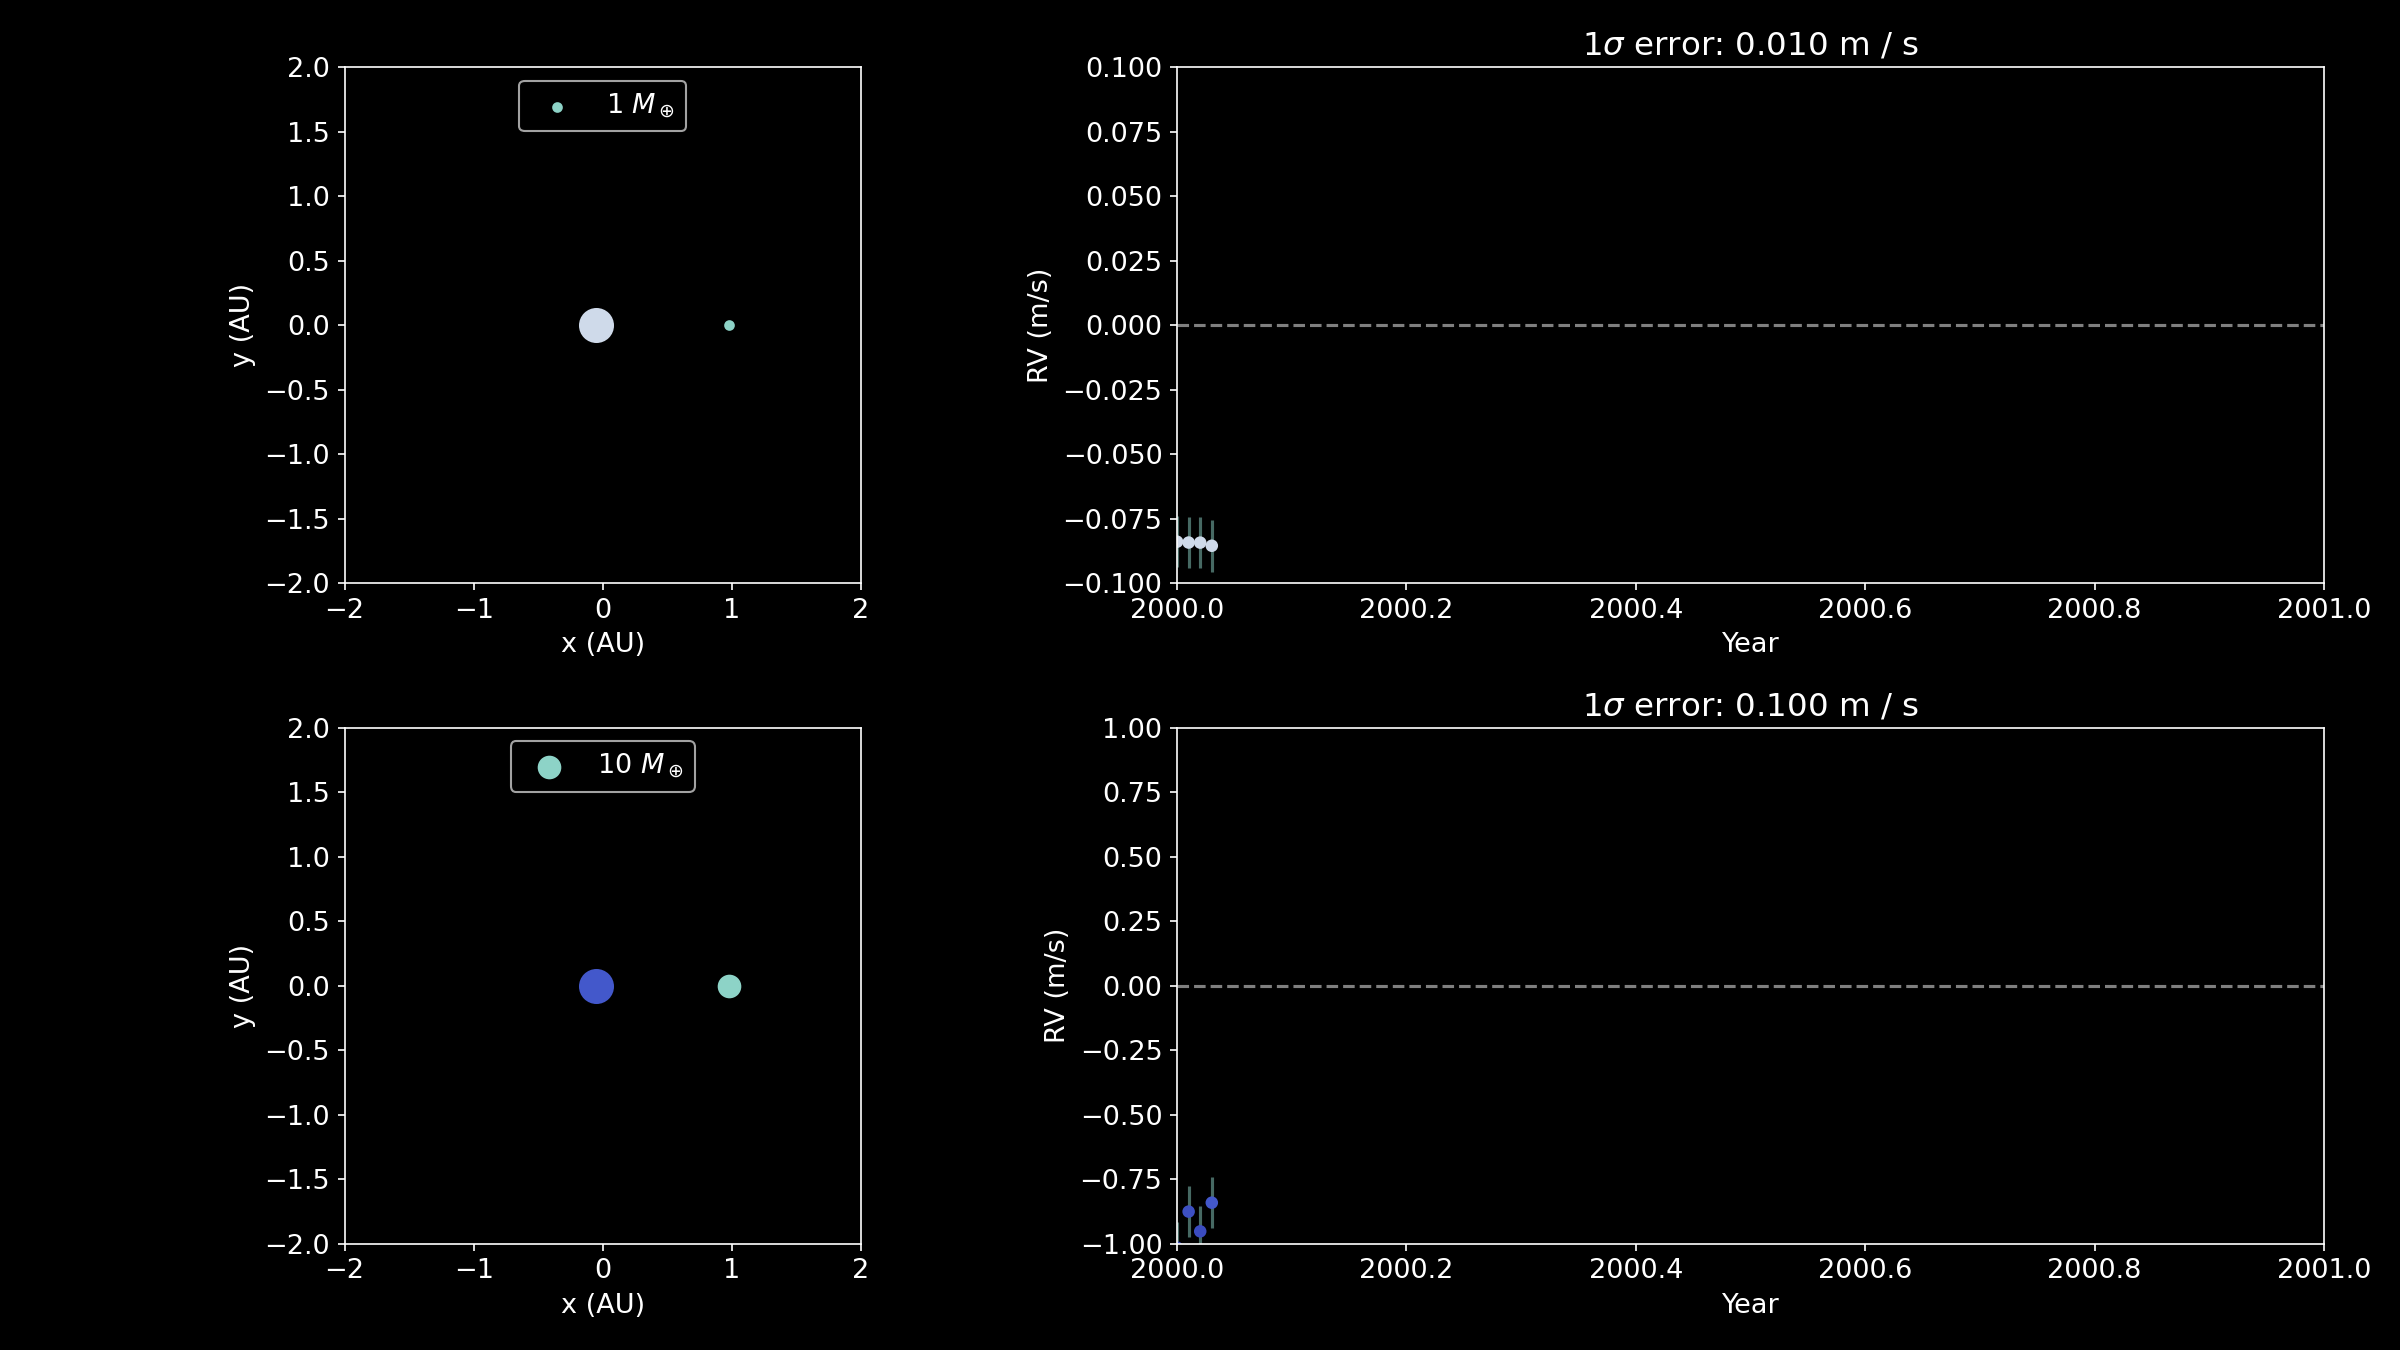 1σ error: 0.010 m / s
1 M⊕
2.0
1.5
1.0
0.5
0.0
−0.5
−1.0
−1.5
−2.0
y (AU)
−2 −1 0 1 2
x (AU)
0.100
0.075
0.050
0.025
0.000
−0.025
−0.050
−0.075
−0.100
RV (m/s)
2000.0 2000.2 2000.4 2000.6 2000.8 2001.0
Year
1σ error: 0.100 m / s
10 M⊕
2.0
1.5
1.0
0.5
0.0
−0.5
−1.0
−1.5
−2.0
y (AU)
−2 −1 0 1 2
x (AU)
1.00
0.75
0.50
0.25
0.00
−0.25
−0.50
−0.75
−1.00
RV (m/s)
2000.0 2000.2 2000.4 2000.6 2000.8 2001.0
Year